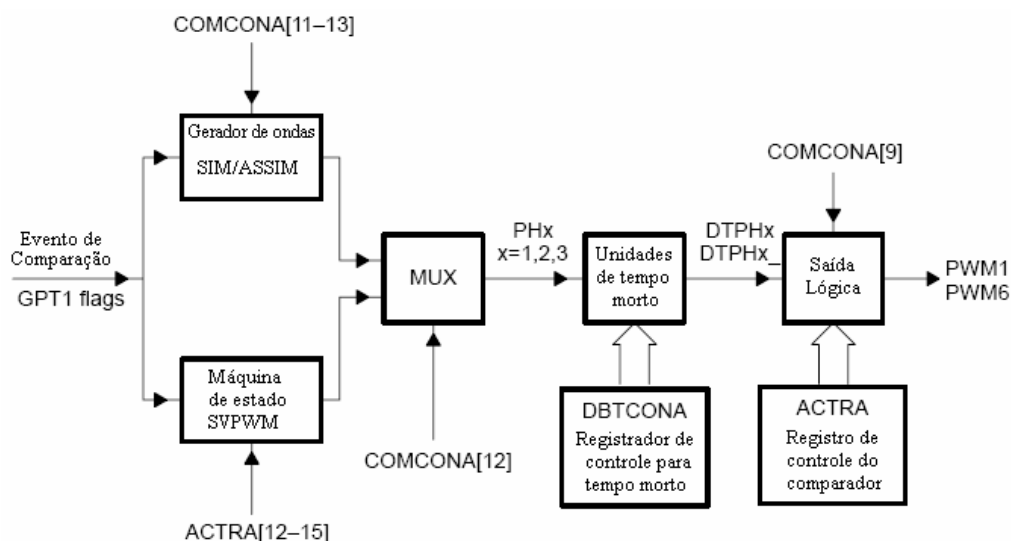 COMCONA[11–13]
Gerador de ondas
SIM/ASSIM
COMCONA[9]
Evento de
Comparação
GPT1 flags
MUX
PHx
x=1,2,3
Unidades
de tempo
morto
DTPHx
DTPHx_
Saída
Lógica
PWM1
PWM6
Máquina
de estado
SVPWM
COMCONA[12]
DBTCONA
Registrador de
controle para
tempo morto
ACTRA
Registro de
controle do
comparador
ACTRA[12–15]